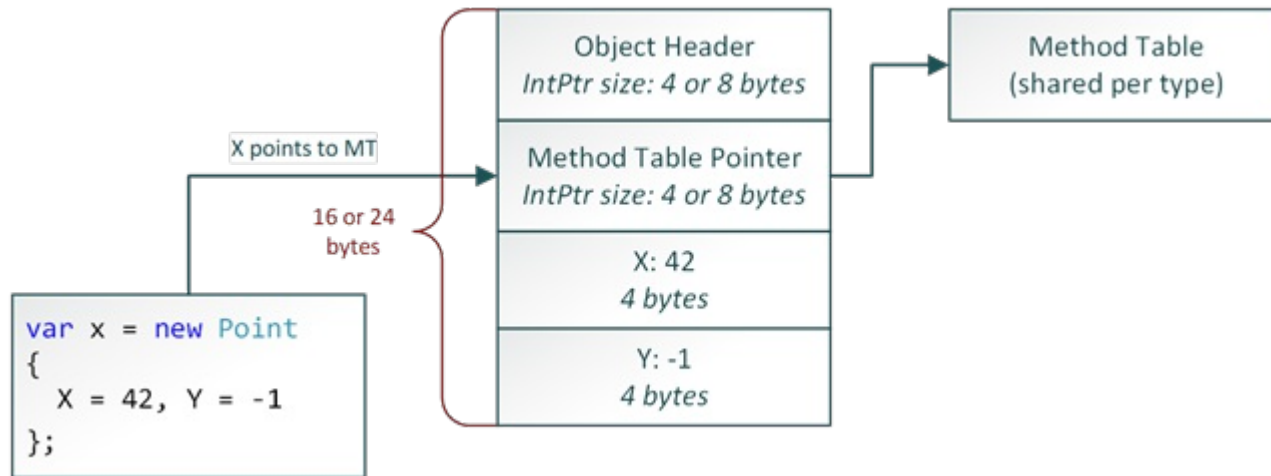 Object Header
IntPtr size: 4 or 8 bytes
Method Table
(shared per type)
X points to MT
Method Table Pointer
IntPtr size: 4 or 8 bytes
16 or 24
bytes
X: 42
4 bytes
var x = new Point
{
  X = 42, Y = -1
};
Y: -1
4 bytes